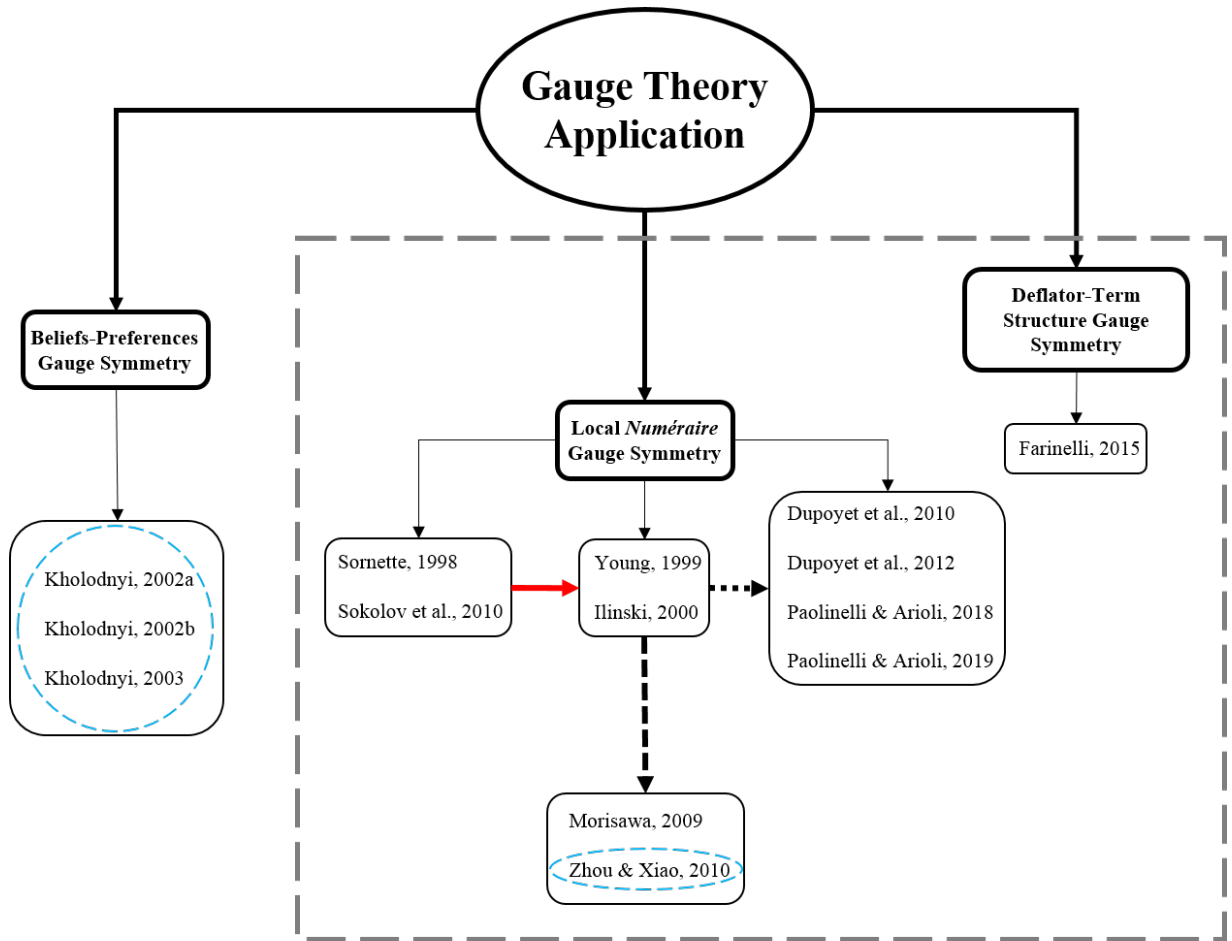 Gauge Theory
Application
Beliefs-Preferences
Gauge Symmetry
Kholodnyi, 2002a
Kholodnyi, 2002b
Kholodnyi, 2003
Local Numéraire
Gauge Symmetry
Sornette, 1998
Sokolov et al., 2010
Young, 1999
Ilinski, 2000
Dupoyet et al., 2010
Dupoyet et al., 2012
Paolinelli & Arioli, 2018
Paolinelli & Arioli, 2019
Morisawa, 2009
Zhou & Xiao, 2010
Deflator-Term
Structure Gauge
Symmetry
Farinelli, 2015